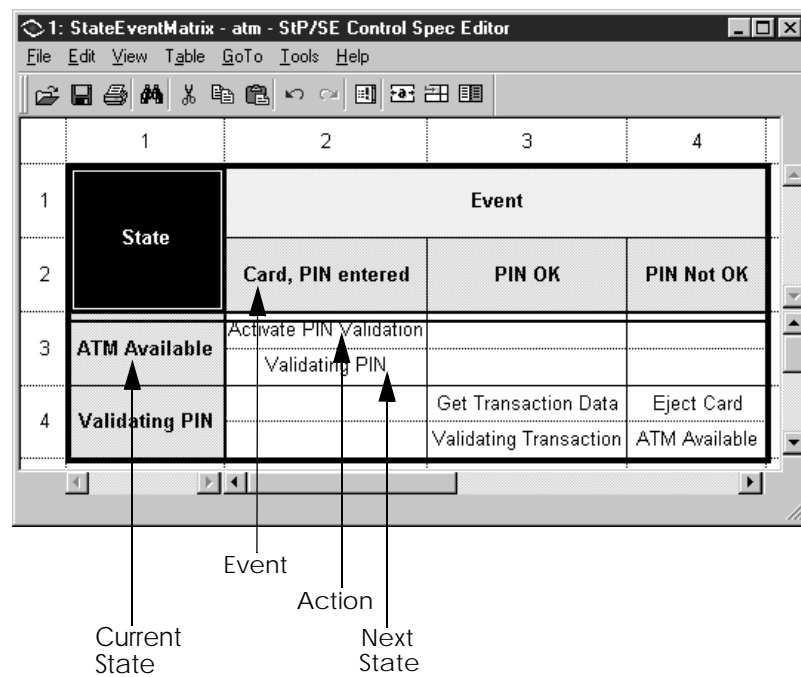 1: StateEventMatrix - atm - StP/SE Control Spec Editor
File Edit View Table GoTo Tools Help
1 2 3 4
1 State Event
2 Card, PIN entered PIN OK PIN Not OK
3 ATM Available Activate PIN Validation
Validating PIN
4 Validating PIN Get Transaction Data Eject Card
Validating Transaction ATM Available
Event
Action
Current State
Next State